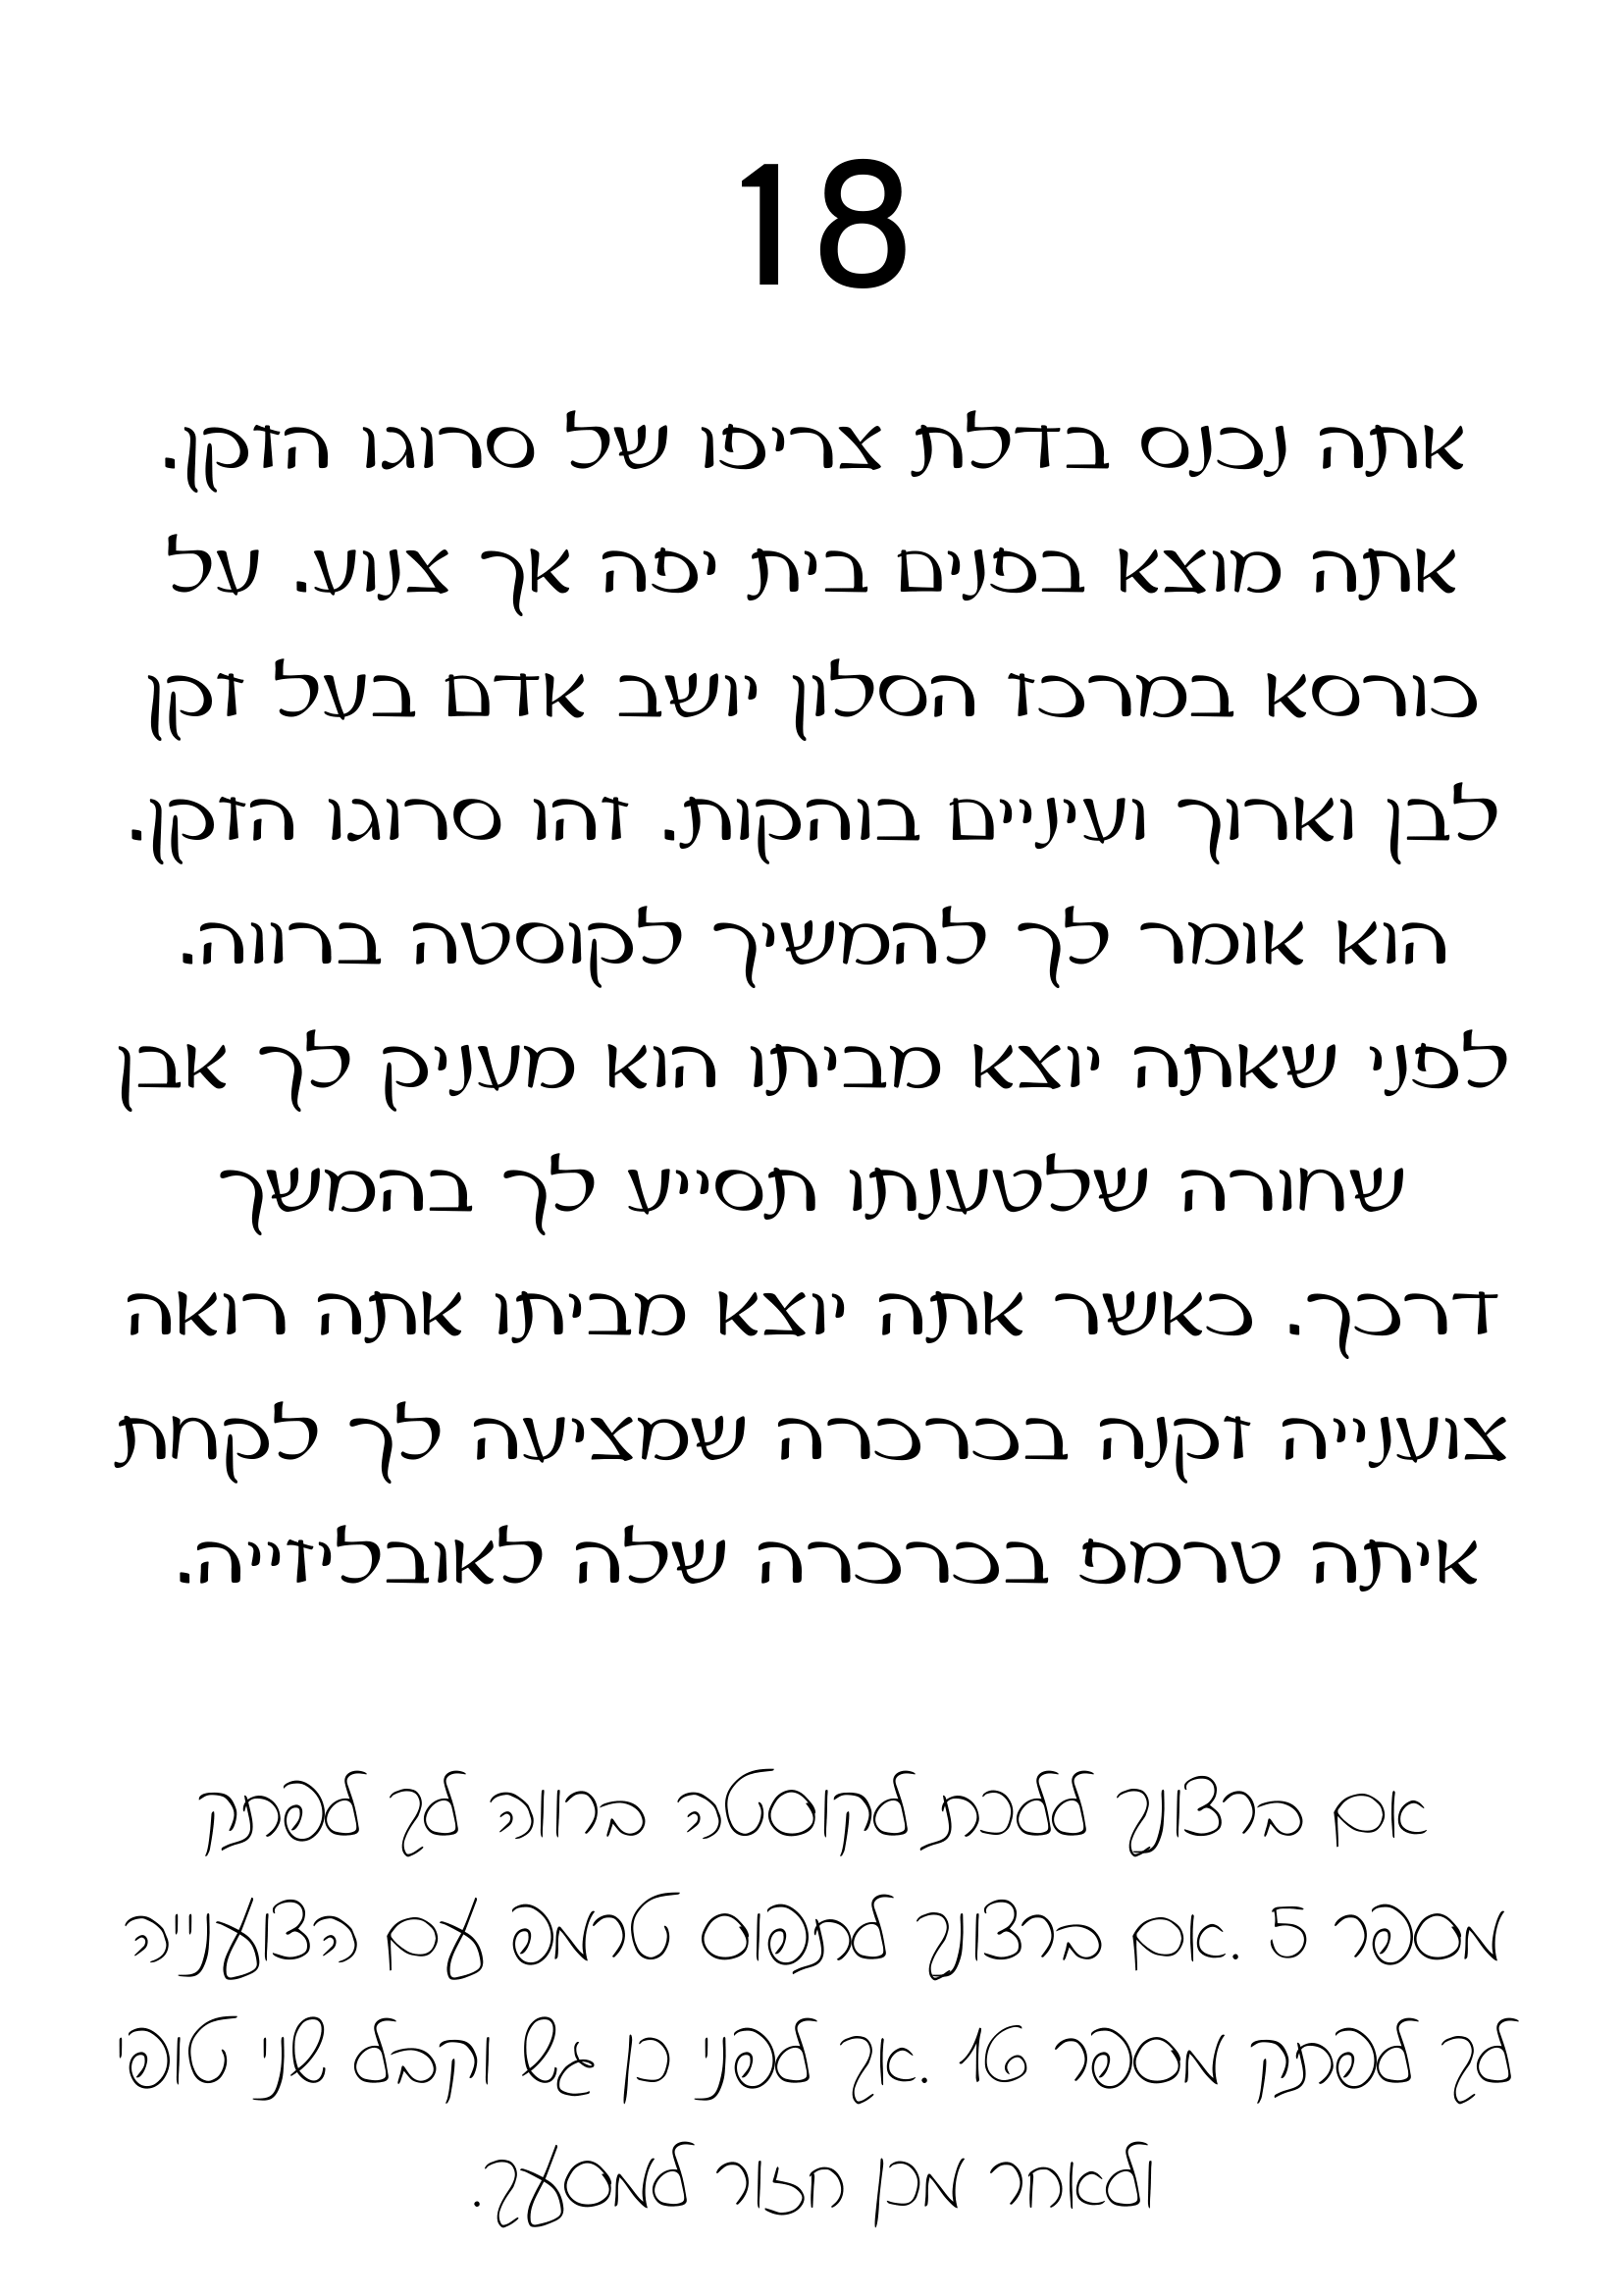 18
אתה נכנס בדלת צריפו של סרוגו הזקן.
אתה מוצא בפנים בית יפה אך צנוע. על
כורסא במרכז הסלון יושב אדם בעל זקן
לבן וארוך ועיניים בוהקות. זהו סרוגו הזקן.
הוא אומר לך להמשיך לקוסטה ברווה.
לפני שאתה יוצא מביתו הוא מעניק לך אבן
שחורה שלטענתו תסייע לך בהמשך
דרכך. כאשר אתה יוצא מביתו אתה רואה
צוענייה זקנה בכרכרה שמציעה לך לקחת
איתה טרמפ בכרכרה שלה לאובליזייה.
אם ברצונך ללכת לקוסטה ברווה לך לפתק
מספר 5 .אם ברצונך לתפוס טרמפ עם הצוענייה
לך לפתק מספר 16 .אך לפני כן גש וקבל שני טופי
ולאחר מכן חזור למסעך.